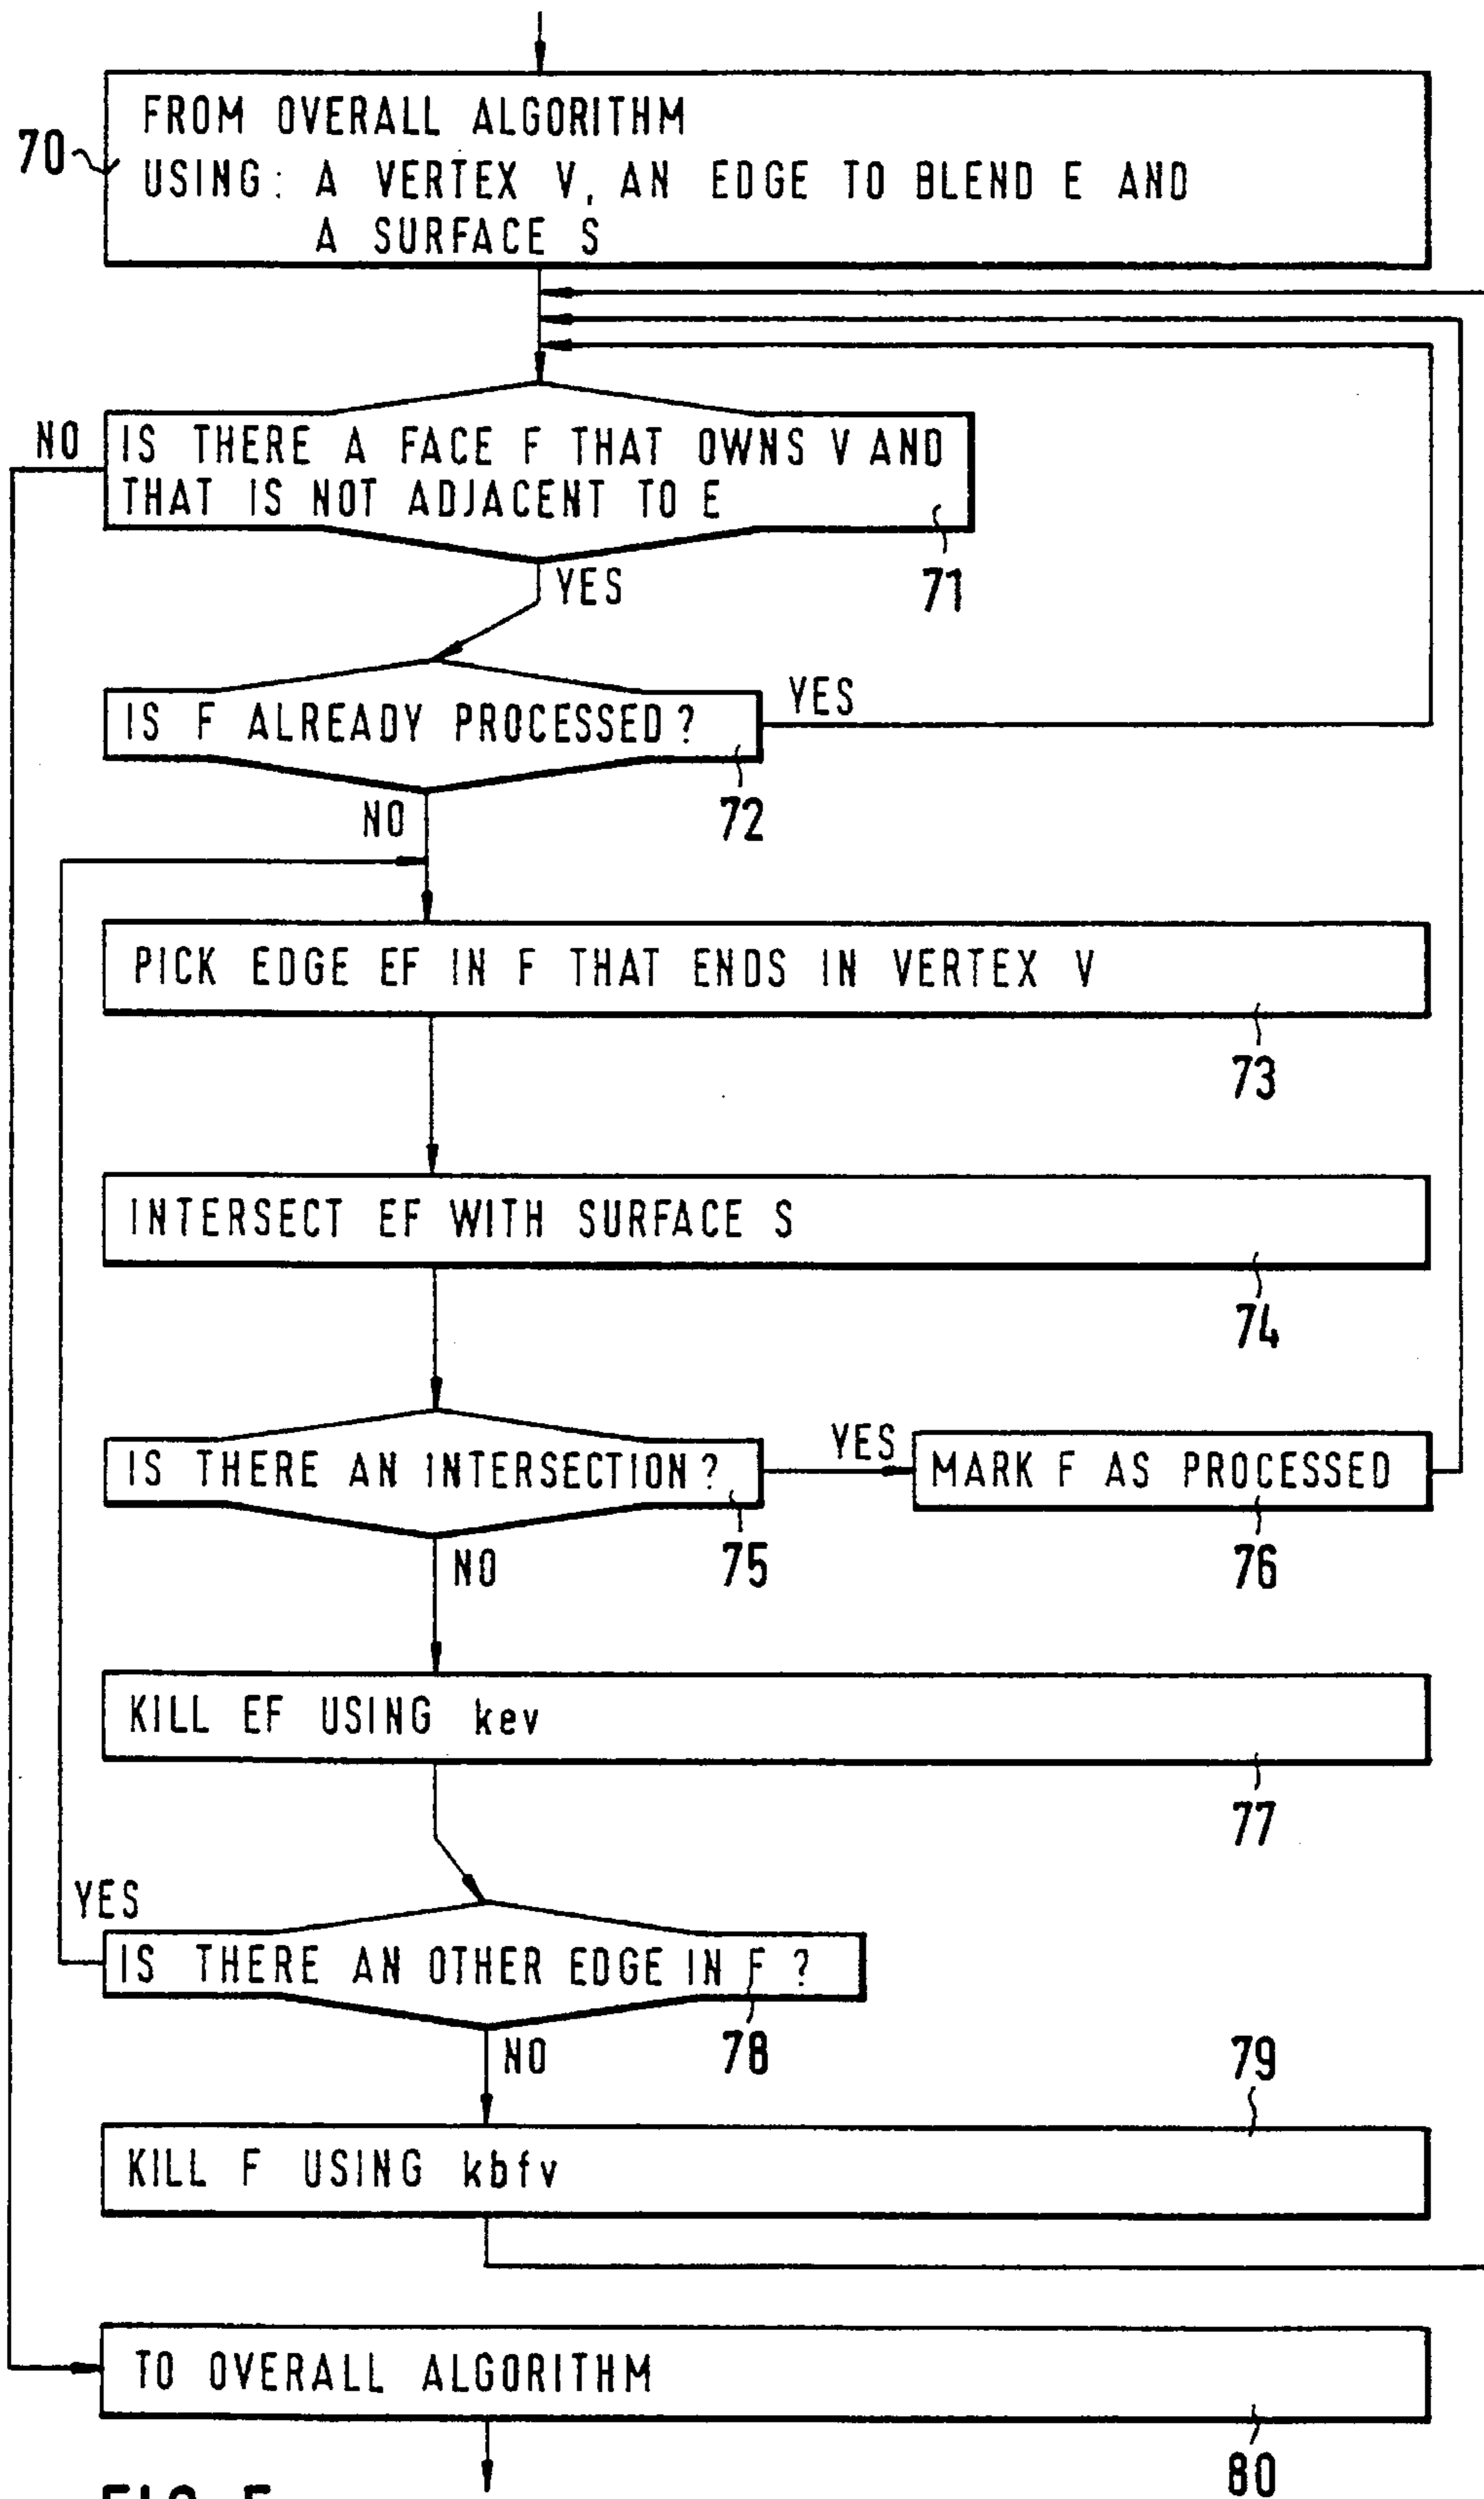 FROM OVERALL ALGORITHM
70
USING: A VERTEX V, AN EDGE TO BLEND E AND
A SURFACE S
NO
IS THERE A FACE F THAT OWNS V AND
THAT IS NOT ADJACENT TO E
YES
71
IS F ALREADY PROCESSED?
YES
NO
72
PICK EDGE EF IN F THAT ENDS IN VERTEX V
73
INTERSECT EF WITH SURFACE S
74
IS THERE AN INTERSECTION?
YES
MARK F AS PROCESSED
NO
75
76
KILL EF USING kev
77
YES
IS THERE AN OTHER EDGE IN F ?
NO
78
79
KILL F USING kbfv
TO OVERALL ALGORITHM
80